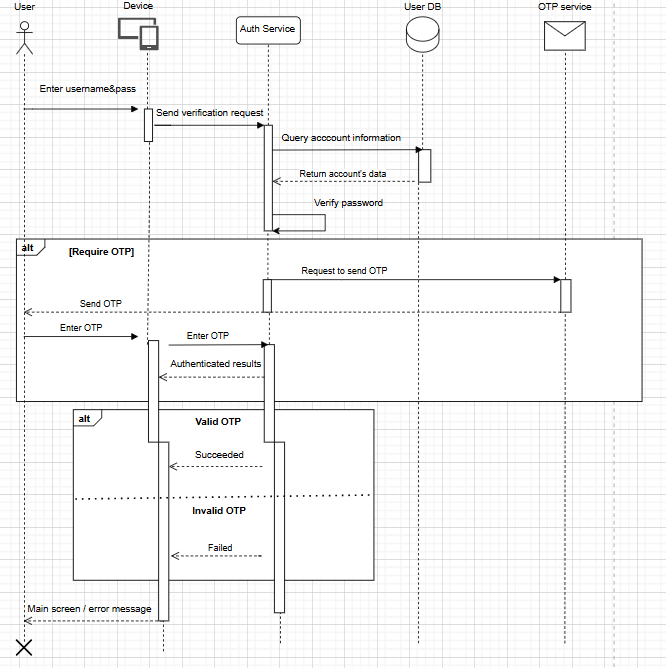 User
Device
Auth Service
User DB
OTP service
Enter username&pass
Send verification request
Query acccount information
Return account's data
Verify password
alt
[Require OTP]
Request to send OTP
Send OTP
Enter OTP
Enter OTP
Authenticated results
alt
Valid OTP
Succeeded
Invalid OTP
Failed
Main screen / error message